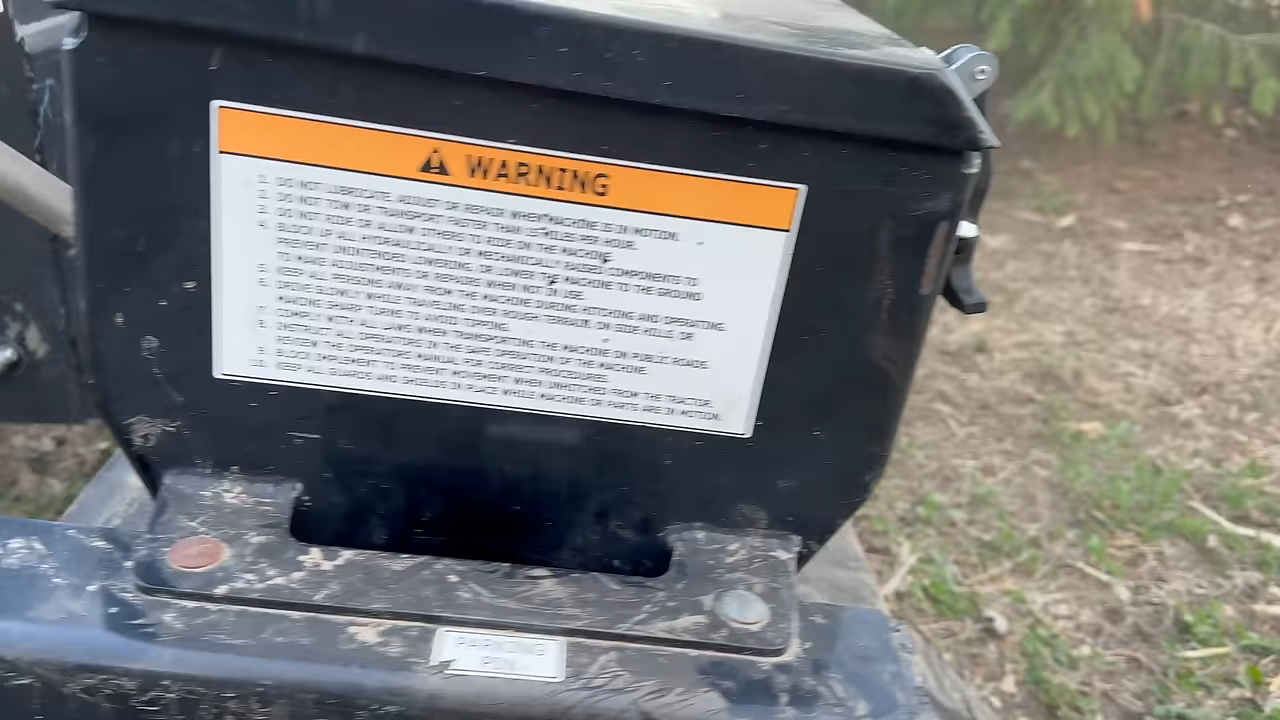 WARNING
1. DO NOT LUBRICATE, ADJUST OR REPAIR WHEN MACHINE IS IN MOTION.
2. DO NOT TOW OR TRANSPORT FASTER THAN MILES PER HOUR.
3. DO NOT RIDE OR ALLOW OTHERS TO RIDE ON THE MACHINE.
4. BLOCK UP ALL HYDRAULICALLY OR MECHANICALLY RAISED COMPONENTS TO
PREVENT UNINTENDED LOWERING, OR LOWER THE MACHINE TO THE GROUND
TO MAKE ADJUSTMENTS OR REPAIRS WHEN NOT IN USE.
5. KEEP ALL PERSONS AWAY FROM THE MACHINE DURING HITCHING AND OPERATING.
6. DRIVE SLOWLY WHILE TRAVELING OVER ROUGH TERRAIN, ON SIDE HILLS OR
MAKING SHARP TURNS TO AVOID TIPPING.
7. COMPLY WITH ALL LAWS WHEN TRANSPORTING THE MACHINE ON PUBLIC ROADS.
8. INSTRUCT ALL OPERATORS IN THE SAFE OPERATION OF THE MACHINE.
REVIEW THE OPERATORS MANUAL FOR CORRECT PROCEDURES.
9. BLOCK IMPLEMENT TO PREVENT MOVEMENT WHEN UNHITCHED FROM THE TRACTOR.
10. KEEP ALL GUARDS AND SHIELDS IN PLACE WHILE MACHINE OR PARTS ARE IN MOTION.
PARKING
PIN